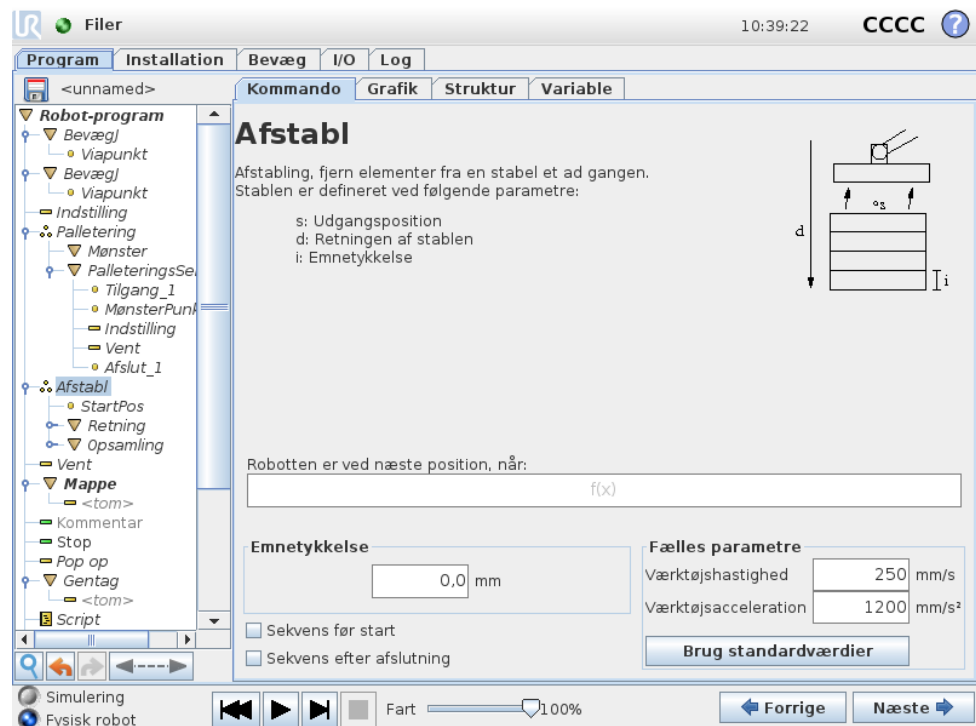 UR Filer 10:39:22 CCCC ?
Program Installation Bevæg I/O Log
<unnamed>
Kommando Grafik Struktur Variable
Robot-program
BevægJ
Viapunkt
BevægJ
Viapunkt
Indstilling
Palletering
Mønster
PalleteringsSe
Tilgang_1
MønsterPunk
Indstilling
Vent
Afslut_1
Afstabl
StartPos
Retning
Opsamling
Vent
Mappe
<tom>
Kommentar
Stop
Pop op
Gentag
<tom>
Script
Afstabl
Afstabling, fjern elementer fra en stabel et ad gangen.
Stablen er defineret ved følgende parametre:
s: Udgangsposition
d: Retningen af stablen
i: Emnetykkelse
s
d
i
Robotten er ved næste position, når:
f(x)
Emnetykkelse
0,0 mm
Sekvens før start
Sekvens efter afslutning
Fælles parametre
Værktøjshastighed 250 mm/s
Værktøjsacceleration 1200 mm/s²
Brug standardværdier
Simulering
Fysisk robot
Fart 100%
Forrige Næste